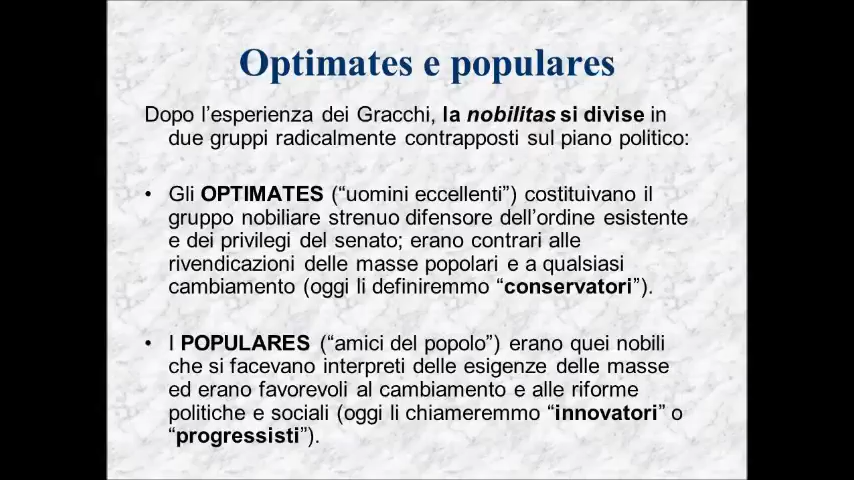 Optimates e populares
Dopo l’esperienza dei Gracchi, la nobilitas si divise in
due gruppi radicalmente contrapposti sul piano politico:
• Gli OPTIMATES (“uomini eccellenti”) costituivano il
gruppo nobiliare strenuo difensore dell’ordine esistente
e dei privilegi del senato; erano contrari alle
rivendicazioni delle masse popolari e a qualsiasi
cambiamento (oggi li definiremmo “conservatori”).
• I POPULARES (“amici del popolo”) erano quei nobili
che si facevano interpreti delle esigenze delle masse
ed erano favorevoli al cambiamento e alle riforme
politiche e sociali (oggi li chiameremmo “innovatori” o
“progressisti”).